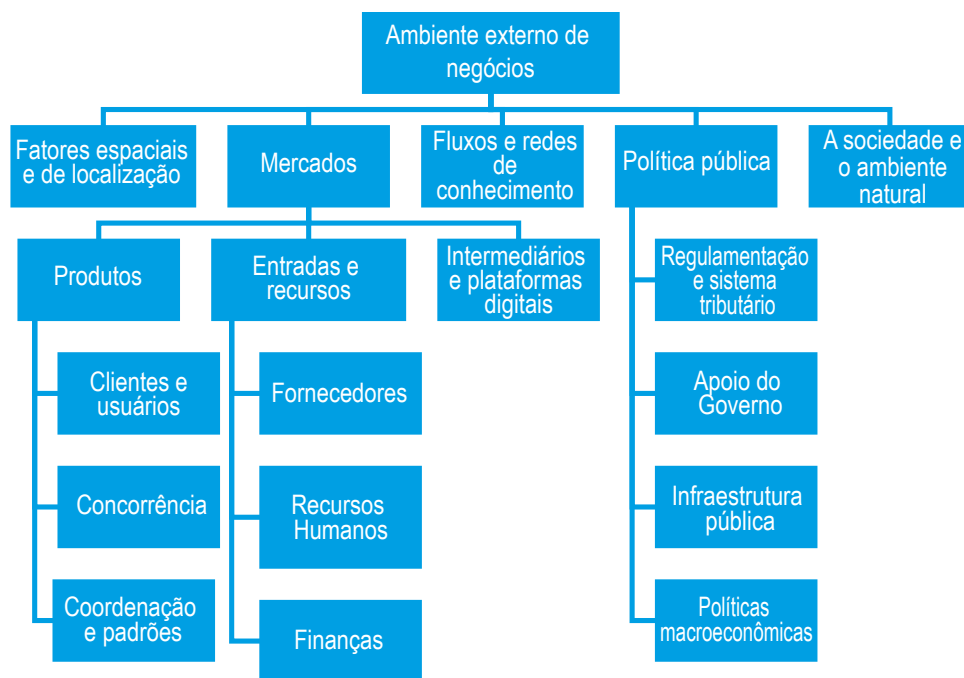 Ambiente externo de
negócios
Fatores espaciais
e de localização
Mercados
Fluxos e redes
de
conhecimento
Política pública
A sociedade e
o ambiente
natural
Produtos
Entradas e
recursos
Intermediários
e plataformas
digitais
Regulamentação
e sistema
tributário
Clientes e
usuários
Fornecedores
Apoio do
Governo
Concorrência
Recursos
Humanos
Infraestrutura
pública
Coordenação
e padrões
Finanças
Políticas
macroeconômicas